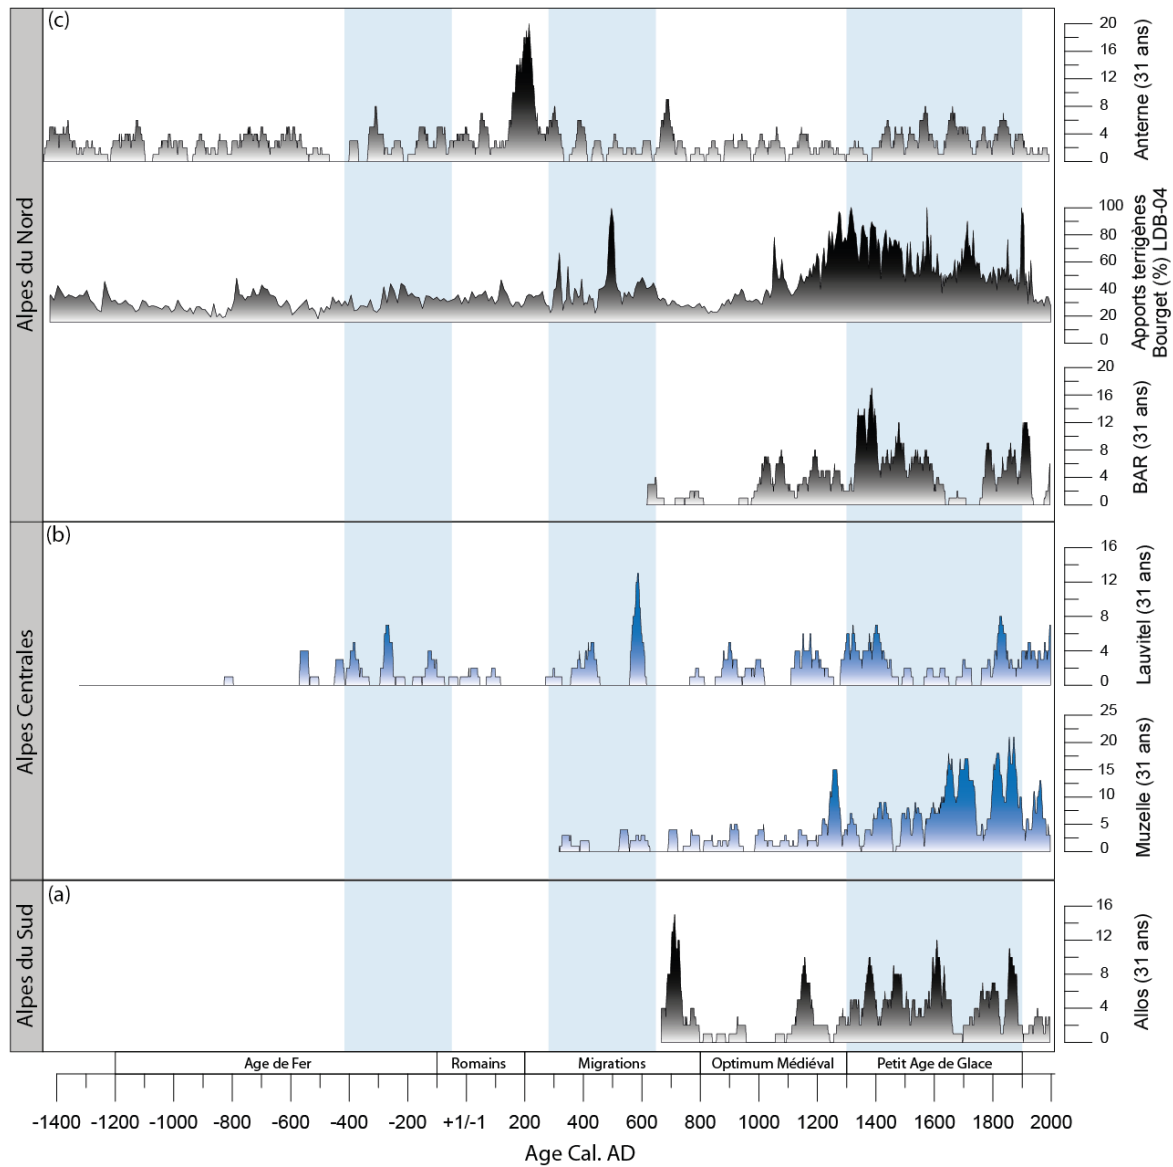 (c)
Alpes du Nord
20
16
12
8
4
0
Anterne (31 ans)
100
80
60
40
20
0
Apports terrigènes
Bourget (%) LDB-04
20
16
12
8
4
0
BAR (31 ans)
(b)
Alpes Centrales
16
12
8
4
0
Lauvitel (31 ans)
25
20
15
10
5
0
Muzelle (31 ans)
(a)
Alpes du Sud
16
12
8
4
0
Allos (31 ans)
Age de Fer Romains Migrations Optimum Médiéval Petit Age de Glace
-1400 -1200 -1000 -800 -600 -400 -200 +1/-1 200 400 600 800 1000 1200 1400 1600 1800 2000
Age Cal. AD